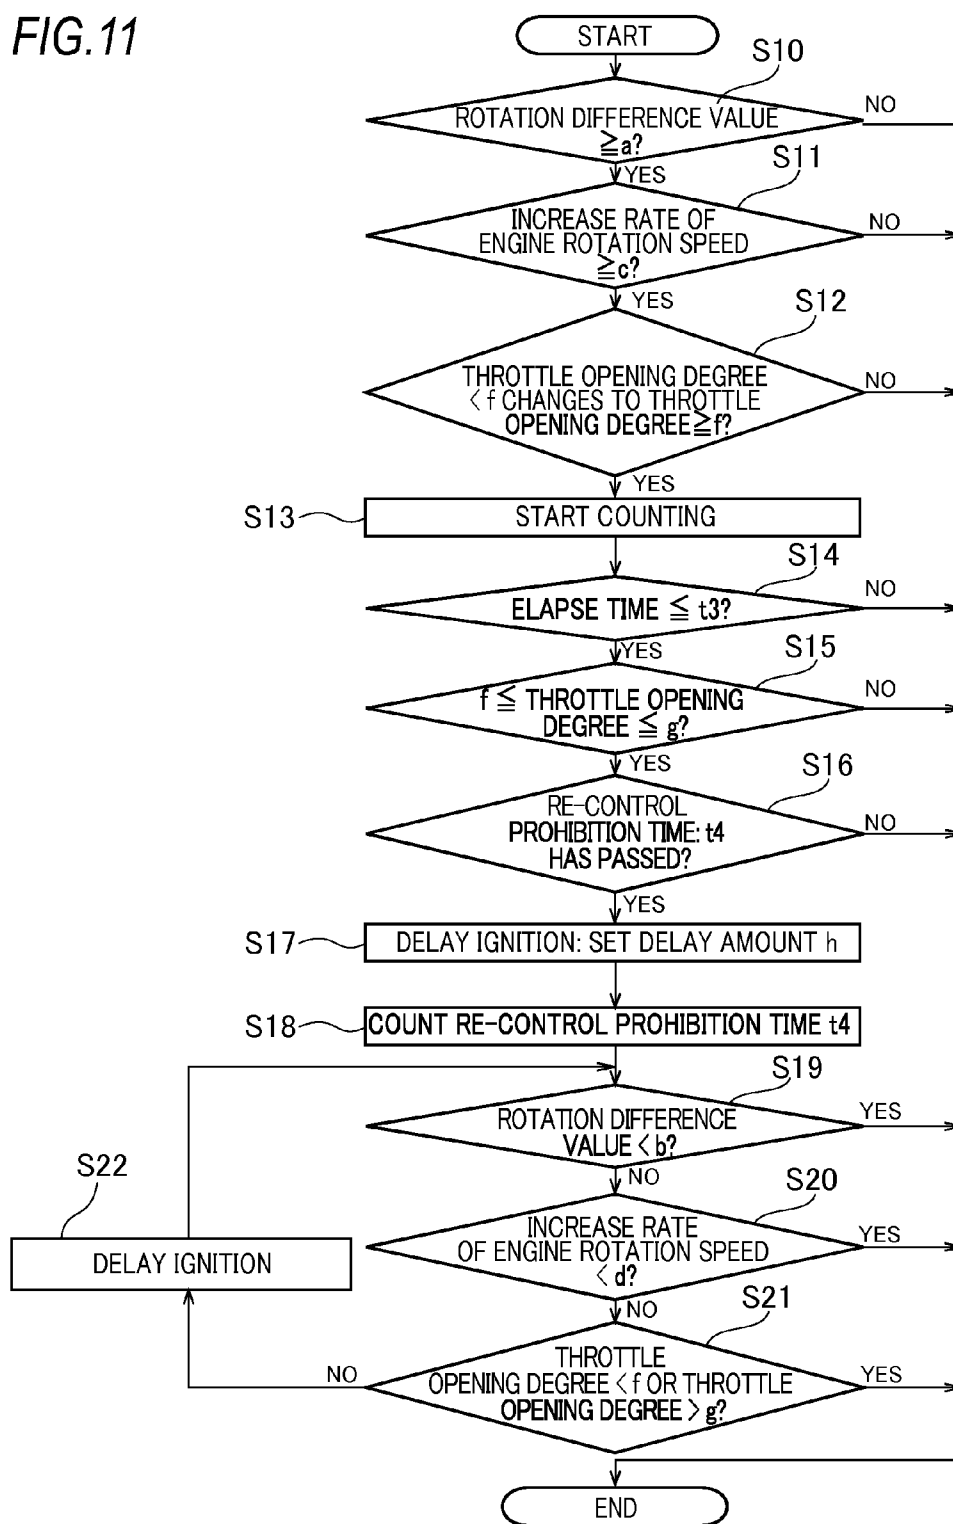 FIG.11
START
S10
ROTATION DIFFERENCE VALUE
≧a?
NO
YES
S11
INCREASE RATE OF
ENGINE ROTATION SPEED
≧c?
NO
YES
S12
THROTTLE OPENING DEGREE
<f CHANGES TO THROTTLE
OPENING DEGREE≧f?
NO
YES
S13
START COUNTING
S14
ELAPSE TIME ≦ t3?
NO
YES
S15
f ≦ THROTTLE OPENING
DEGREE ≦ g?
NO
YES
S16
RE-CONTROL
PROHIBITION TIME: t4
HAS PASSED?
NO
YES
S17
DELAY IGNITION: SET DELAY AMOUNT h
S18
COUNT RE-CONTROL PROHIBITION TIME t4
S19
ROTATION DIFFERENCE
VALUE<b?
YES
NO
S20
INCREASE RATE
OF ENGINE ROTATION SPEED
<d?
YES
NO
S21
THROTTLE
OPENING DEGREE<f OR THROTTLE
OPENING DEGREE>g?
YES
NO
S22
DELAY IGNITION
END